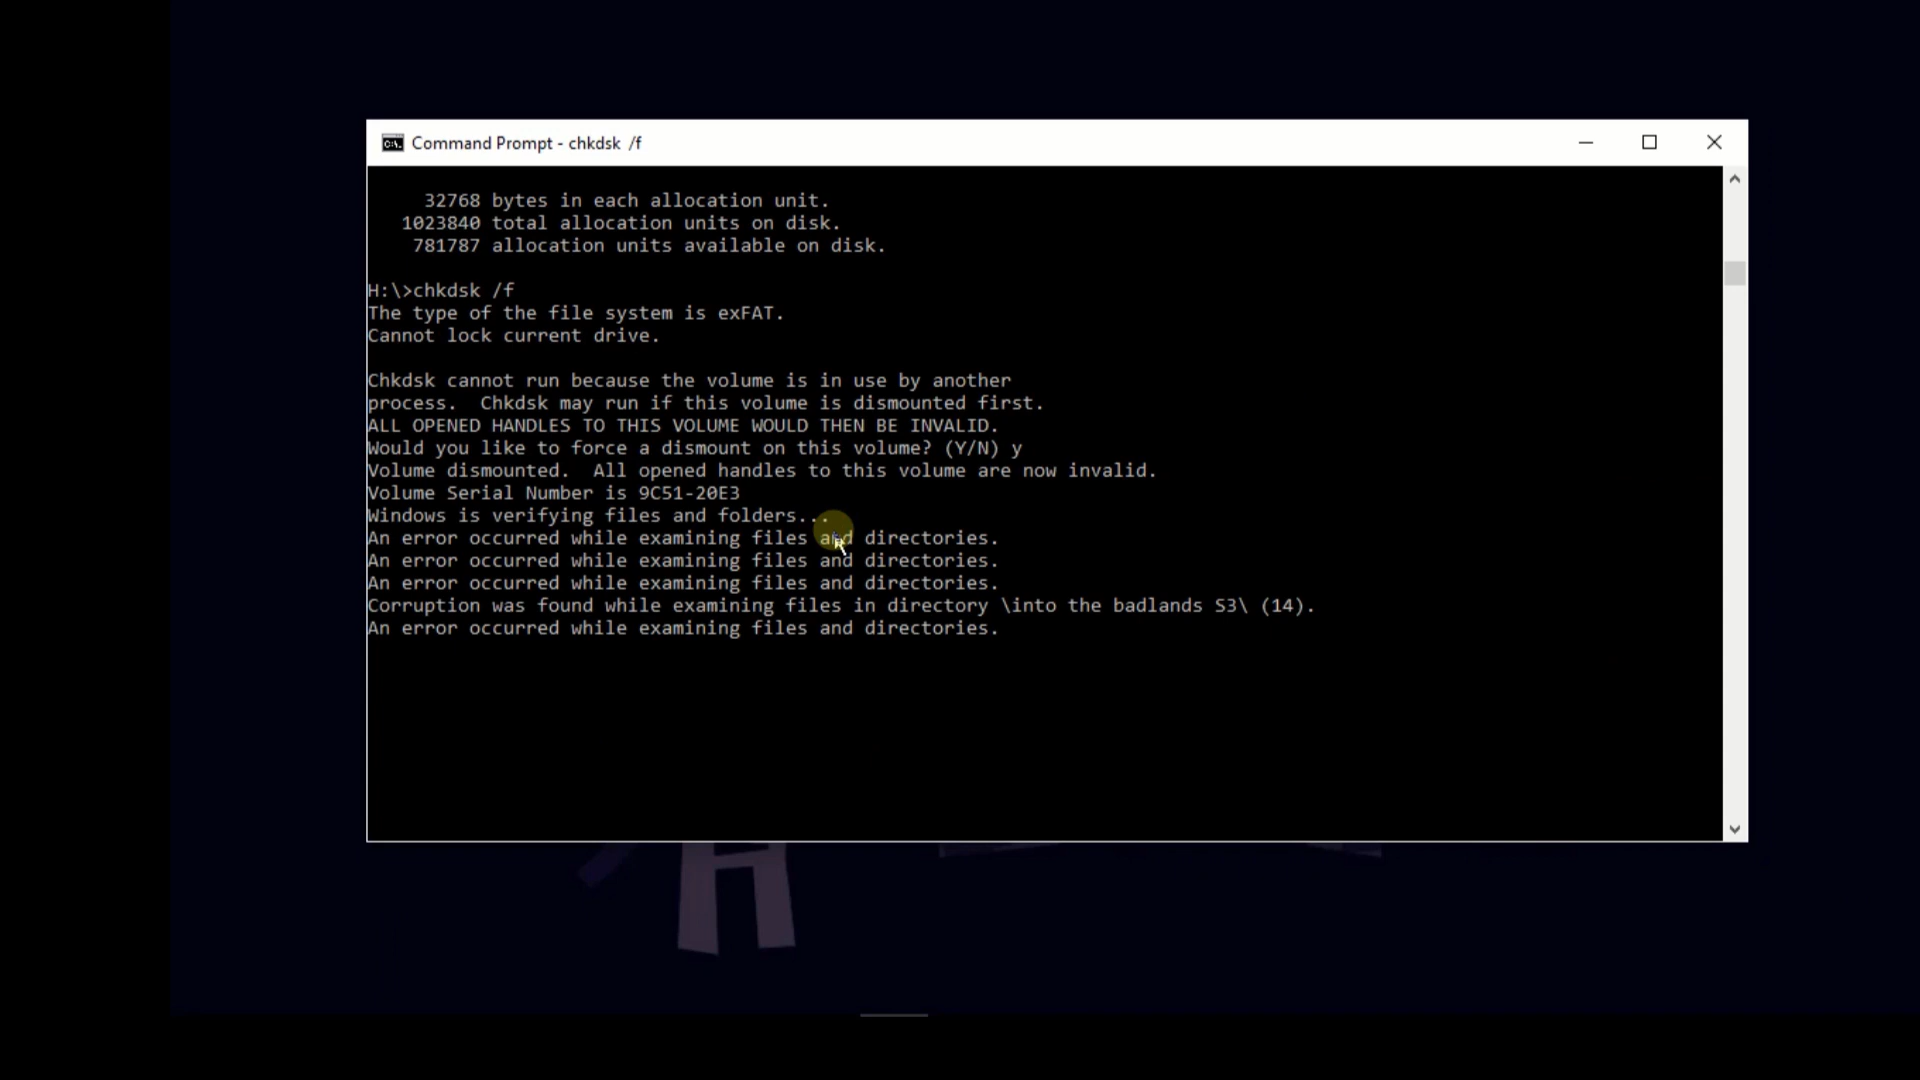 Command Prompt - chkdsk /f
32768 bytes in each allocation unit.
1023840 total allocation units on disk.
781787 allocation units available on disk.
H:\>chkdsk /f
The type of the file system is exFAT.
Cannot lock current drive.
Chkdsk cannot run because the volume is in use by another
process.  Chkdsk may run if this volume is dismounted first.
ALL OPENED HANDLES TO THIS VOLUME WOULD THEN BE INVALID.
Would you like to force a dismount on this volume? (Y/N) y
Volume dismounted.  All opened handles to this volume are now invalid.
Volume Serial Number is 9C51-20E3
Windows is verifying files and folders...
An error occurred while examining files and directories.
An error occurred while examining files and directories.
An error occurred while examining files and directories.
Corruption was found while examining files in directory \into the badlands S3\ (14).
An error occurred while examining files and directories.